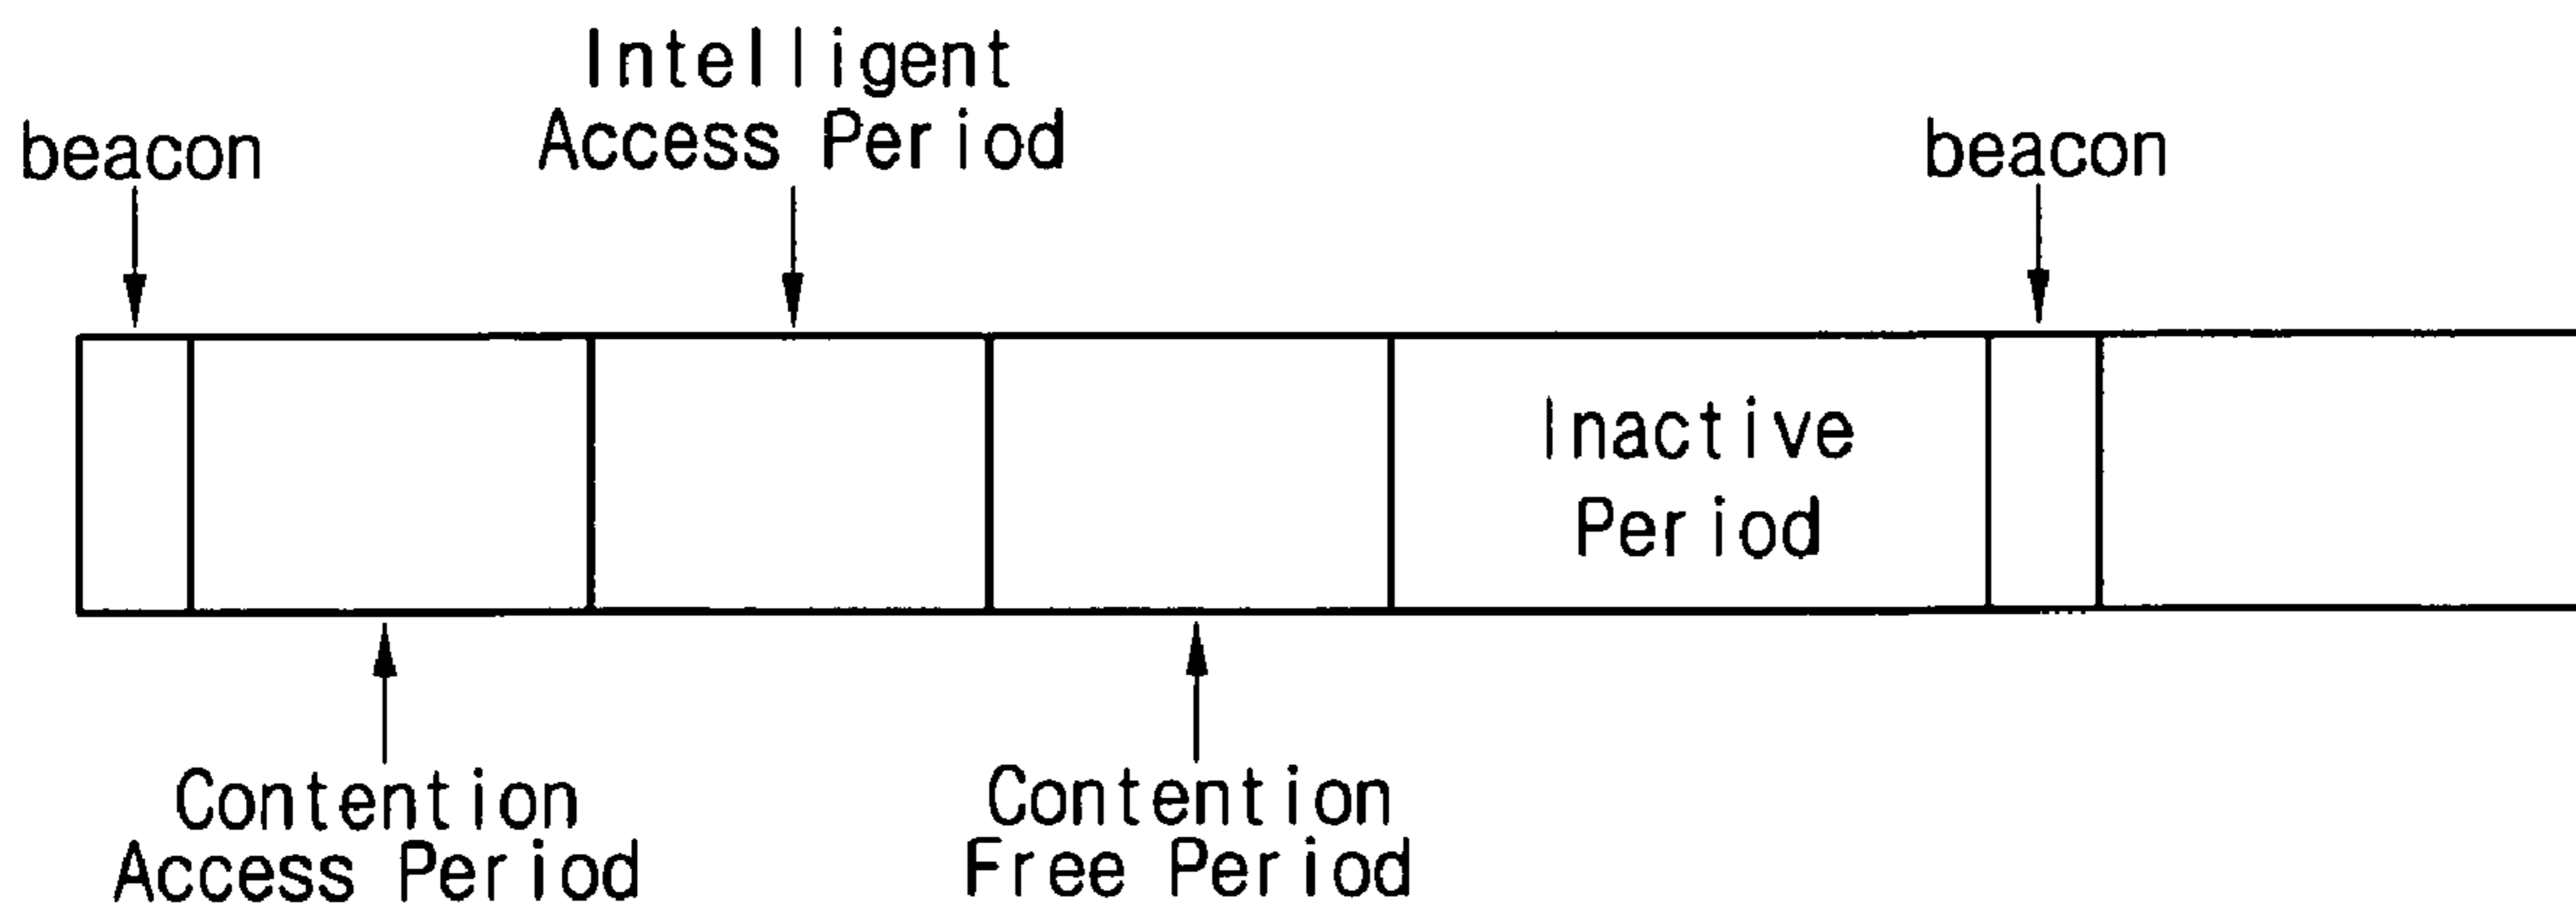 Intelligent
Access Period
beacon
beacon
Inactive
Period
Contention
Access Period
Contention
Free Period